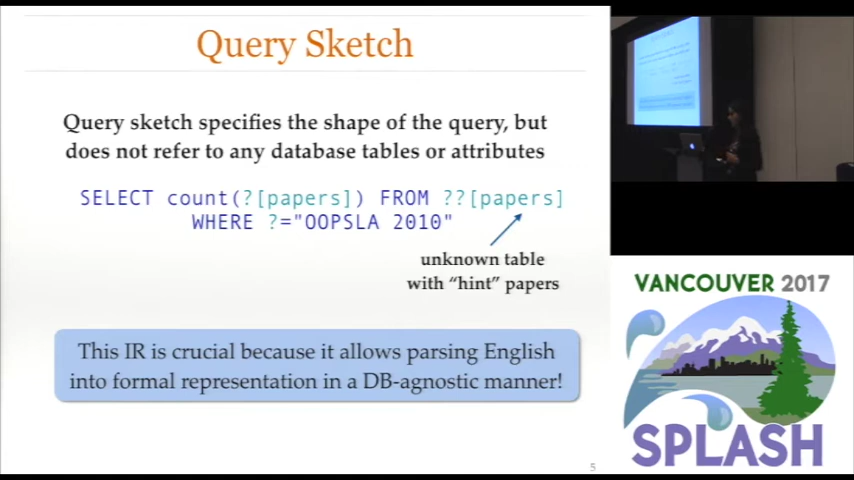 Query Sketch
Query sketch specifies the shape of the query, but
does not refer to any database tables or attributes
SELECT count(?[papers]) FROM ??[papers]
WHERE ?="OOPSLA 2010"
unknown table
with “hint” papers
This IR is crucial because it allows parsing English
into formal representation in a DB-agnostic manner!
5
VANCOUVER 2017
SPLASH